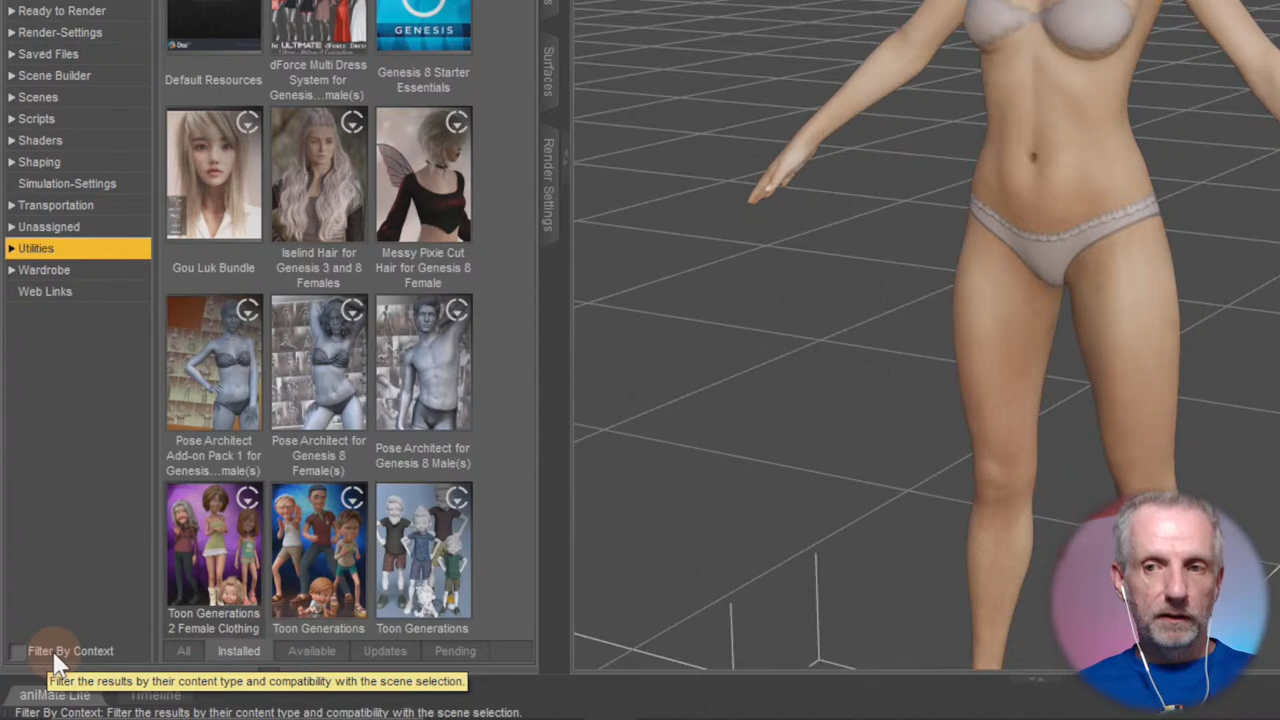 Ready to Render
Render-Settings
Saved Files
Scene Builder
Scenes
Scripts
Shaders
Shaping
Simulation-Settings
Transportation
Unassigned
Utilities
Wardrobe
Web Links
Filter By Context
GENESIS
Default Resources
dForce Multi Dress
System for
Genesis...male(s)
Genesis 8 Starter
Essentials
Gou Luk Bundle
Iselind Hair for
Genesis 3 and 8
Females
Messy Pixie Cut
Hair for Genesis 8
Female
Pose Architect
Add-on Pack 1 for
Genesis...male(s)
Pose Architect for
Genesis 8
Female(s)
Pose Architect for
Genesis 8 Male(s)
Toon Generations
2 Female Clothing
Toon Generations
Toon Generations
All
Installed
Available
Updates
Pending
Surfaces
Render Settings
Filter the results by their content type and compatibility with the scene selection.
aniMate Lite
Timeline
Filter By Context: Filter the results by their content type and compatibility with the scene selection.